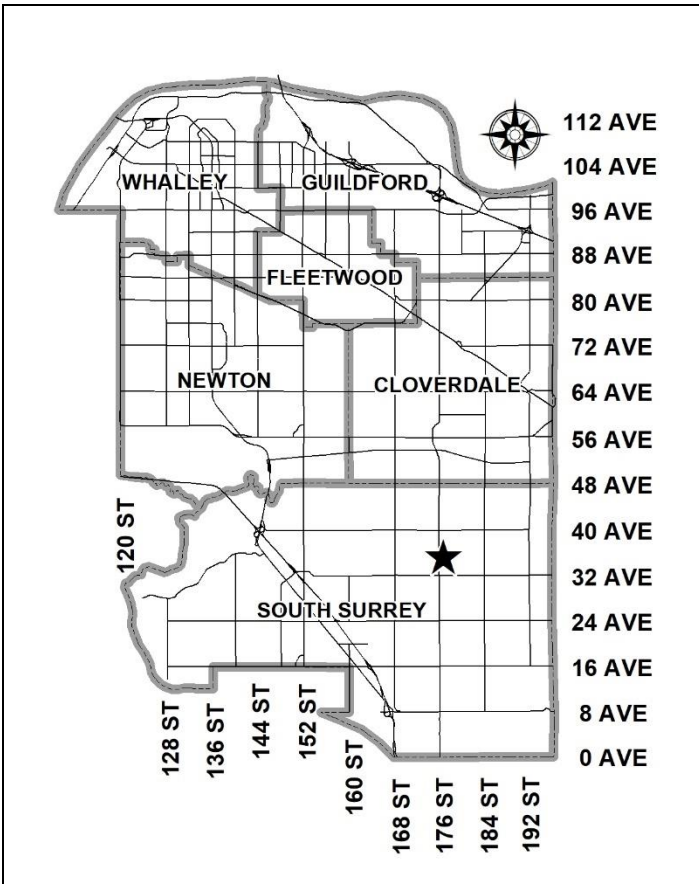 112 AVE
104 AVE
WHALLEY
GUILDFORD
96 AVE
88 AVE
FLEETWOOD
80 AVE
72 AVE
NEWTON
CLOVERDALE
64 AVE
56 AVE
48 AVE
120 ST
40 AVE
32 AVE
SOUTH SURREY
24 AVE
16 AVE
128 ST
136 ST
144 ST
152 ST
160 ST
8 AVE
0 AVE
168 ST
176 ST
184 ST
192 ST